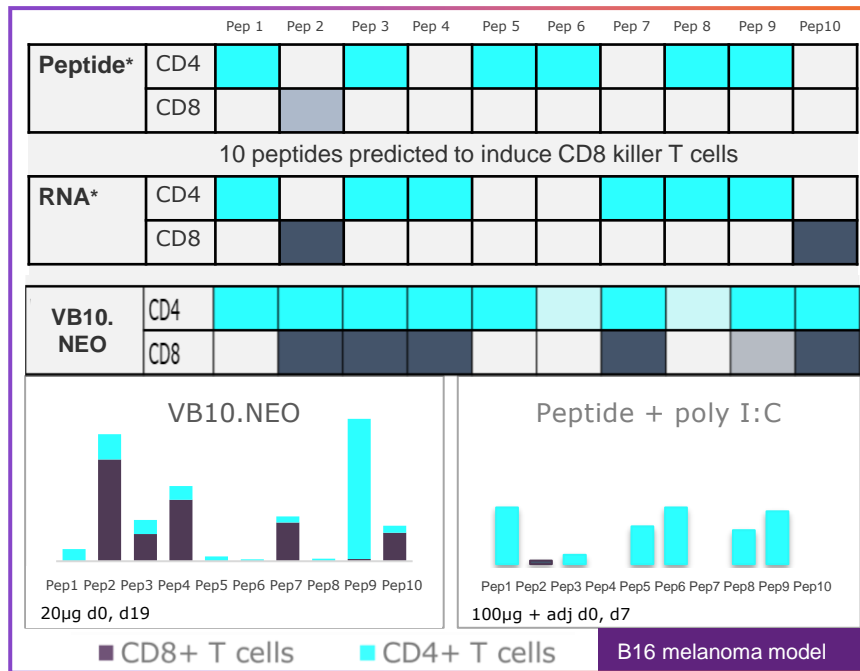 Pep 1 Pep 2 Pep 3 Pep 4 Pep 5 Pep 6 Pep 7 Pep 8 Pep 9 Pep10
Peptide* CD4
CD8
10 peptides predicted to induce CD8 killer T cells
RNA* CD4
CD8
VB10.
NEO
CD4
CD8
VB10.NEO
Pep1 Pep2 Pep3 Pep4 Pep5 Pep6 Pep7 Pep8 Pep9 Pep10
20µg d0, d19
Peptide + poly I:C
Pep1 Pep2 Pep3 Pep4 Pep5 Pep6 Pep7 Pep8 Pep9 Pep10
100µg + adj d0, d7
CD8+ T cells CD4+ T cells
B16 melanoma model